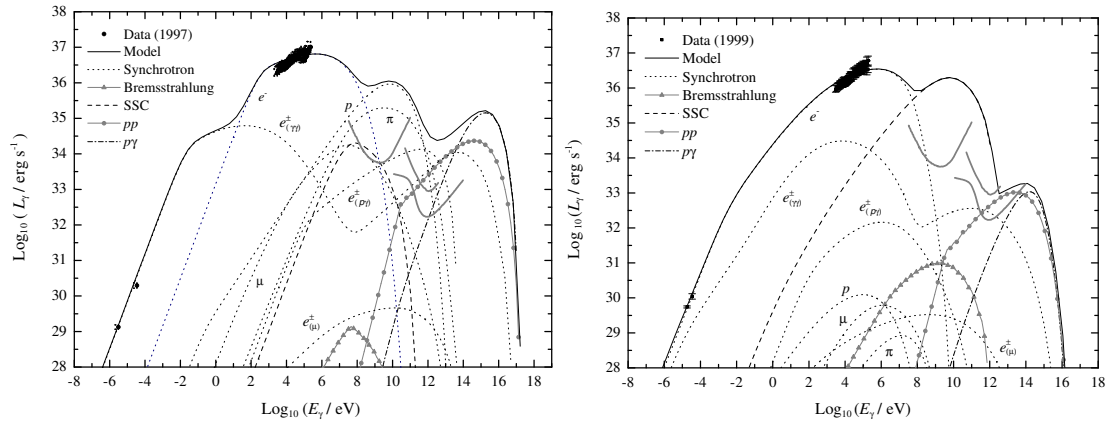 Data (1997)
Model
Synchrotron
Bremsstrahlung
SSC
pp
pγ
e⁻
e±(γγ)
p
π
e±(pγ)
μ
e±(μ)
38
37
36
35
34
33
32
31
30
29
28
Log₁₀ (Lγ / erg s⁻¹)
-8 -6 -4 -2 0 2 4 6 8 10 12 14 16 18
Log₁₀ (Eγ / eV)
Data (1999)
Model
Synchrotron
Bremsstrahlung
SSC
pp
pγ
e⁻
e±(γγ)
e±(pγ)
p
μ
π
e±(μ)
38
37
36
35
34
33
32
31
30
29
28
Log₁₀ (Lγ / erg s⁻¹)
-8 -6 -4 -2 0 2 4 6 8 10 12 14 16 18
Log₁₀ (Eγ / eV)